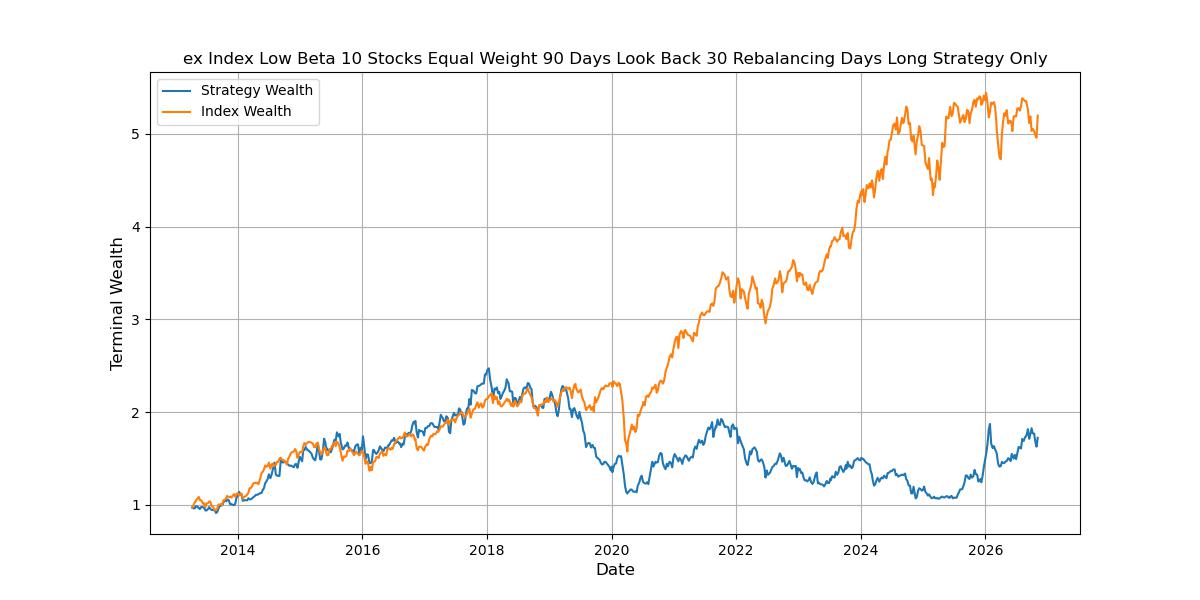 ex Index Low Beta 10 Stocks Equal Weight 90 Days Look Back 30 Rebalancing Days Long Strategy Only
Strategy Wealth
Index Wealth
5
4
3
2
1
Terminal Wealth
2014 2016 2018 2020 2022 2024 2026
Date